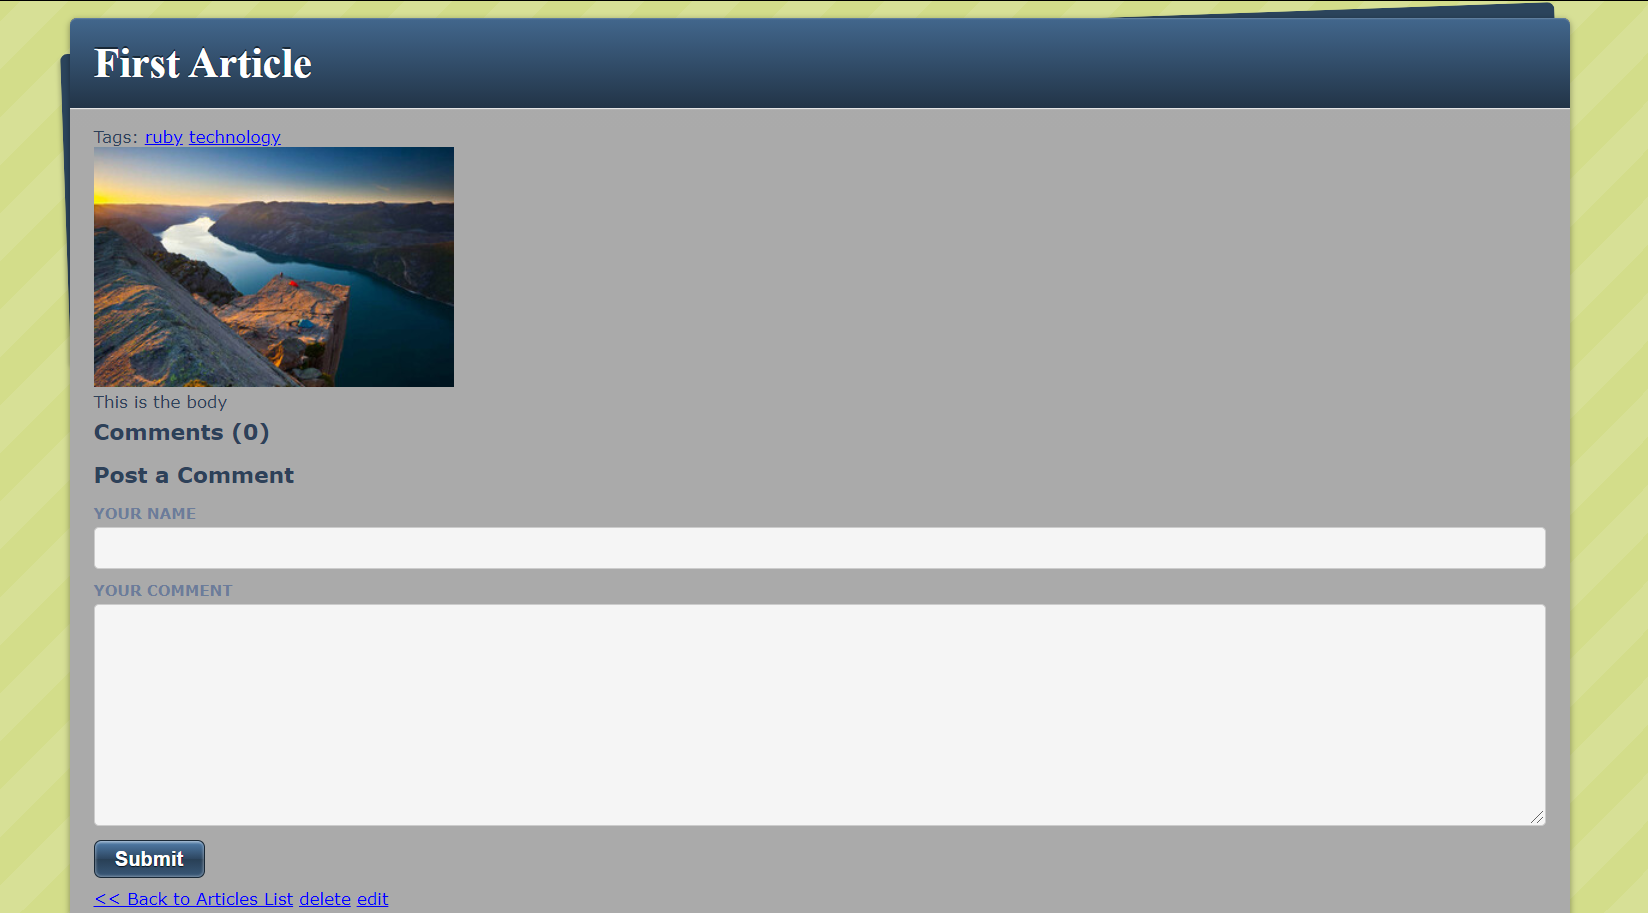 First Article
Tags: ruby technology
This is the body
Comments (0)
Post a Comment
YOUR NAME
YOUR COMMENT
Submit
<< Back to Articles List delete edit